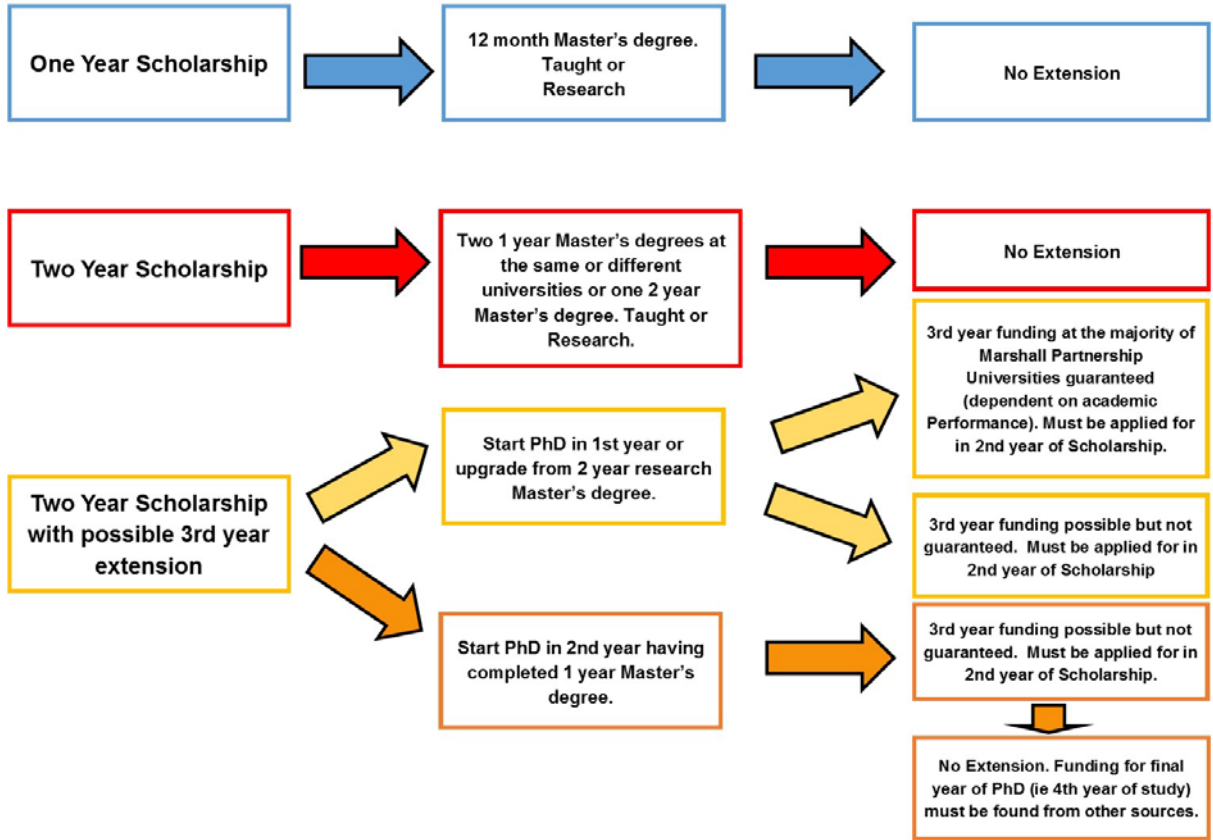 One Year Scholarship
12 month Master's degree.
Taught or
Research
No Extension
Two Year Scholarship
Two 1 year Master's degrees at
the same or different
universities or one 2 year
Master's degree. Taught or
Research.
No Extension
Two Year Scholarship
with possible 3rd year
extension
Start PhD in 1st year or
upgrade from 2 year research
Master's degree.
3rd year funding at the majority of
Marshall Partnership
Universities guaranteed
(dependent on academic
Performance). Must be applied for
in 2nd year of Scholarship.
3rd year funding possible but not
guaranteed.  Must be applied for in
2nd year of Scholarship
Start PhD in 2nd year having
completed 1 year Master's
degree.
3rd year funding possible but not
guaranteed.  Must be applied for in
2nd year of Scholarship.
No Extension. Funding for final
year of PhD (ie 4th year of study)
must be found from other sources.